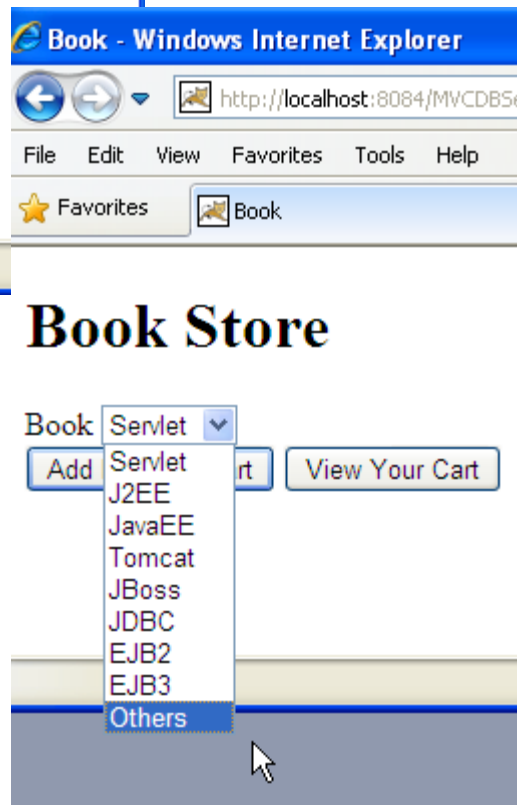 Book - Windows Internet Explorer
http://localhost:8084/MVCDBSe
File Edit View Favorites Tools Help
Favorites Book
Book Store
Book Servlet
Add rt View Your Cart
Servlet
J2EE
JavaEE
Tomcat
JBoss
JDBC
EJB2
EJB3
Others